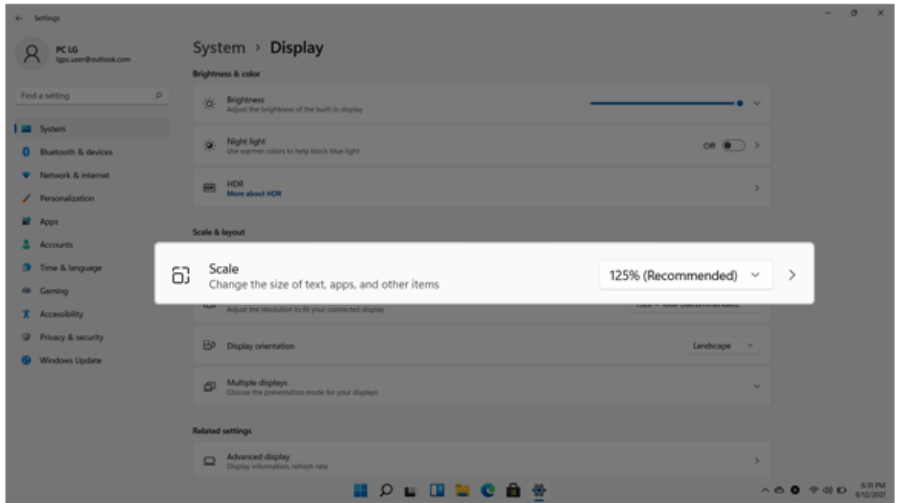 Settings
PC LG
lgpc.user@outlook.com
Find a setting
System
Bluetooth & devices
Network & internet
Personalization
Apps
Accounts
Time & language
Gaming
Accessibility
Privacy & security
Windows Update
System > Display
Brightness & color
Brightness
Adjust the brightness of the built-in display
Night light
Use warmer colors to help block blue light
Off
HDR
More about HDR
Scale & layout
Scale
Change the size of text, apps, and other items
125% (Recommended)
Adjust the resolution to fit your connected display
Display orientation
Landscape
Multiple displays
Choose the presentation mode for your displays
Related settings
Advanced display
Display information, refresh rate
6:31 PM
6/12/2021